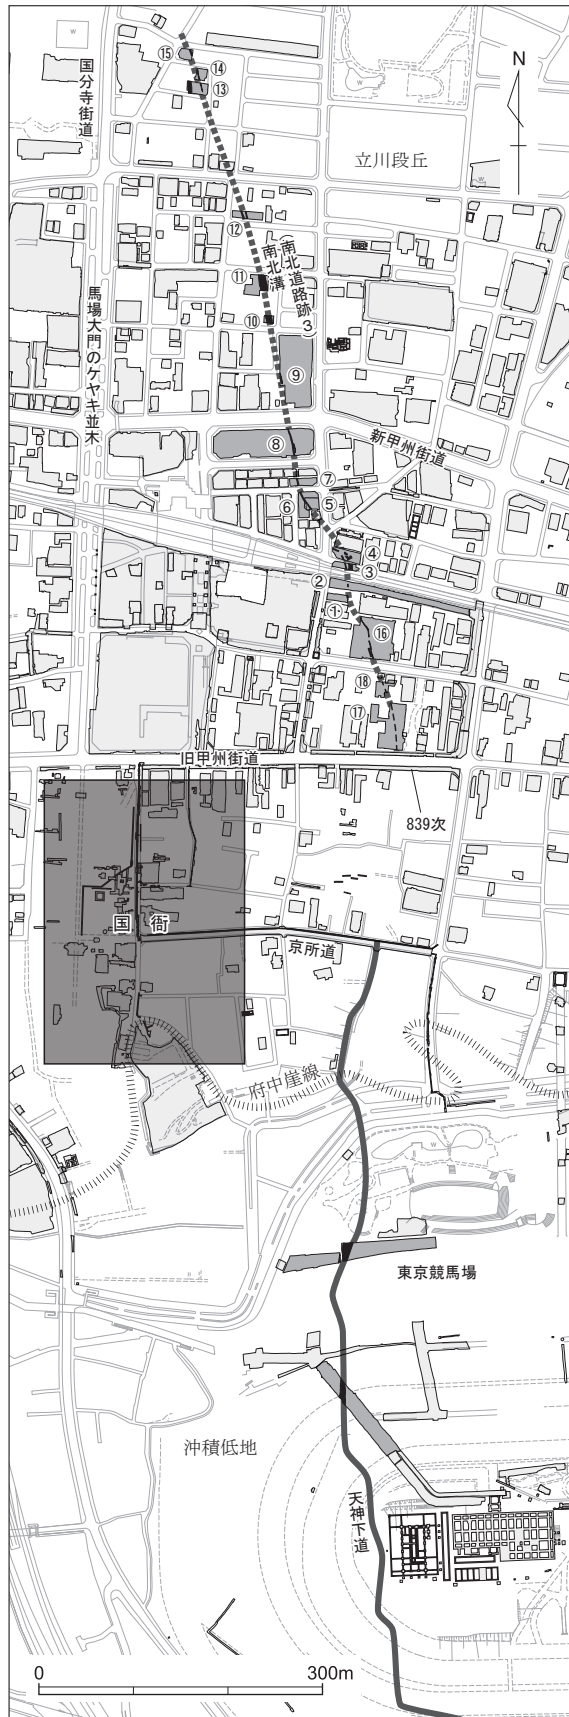 ⑮
⑭
⑬
国分寺街道
N
立川段丘
⑫
南北溝
（南北道路跡３）
⑪
⑩
馬場大門のケヤキ並木
⑨
⑧
新甲州街道
⑦
⑤
⑥
④
③
②
①
⑯
⑱
⑰
旧甲州街道
839次
国衙
京所道
府中崖線
東京競馬場
沖積低地
天神下道
0
300m